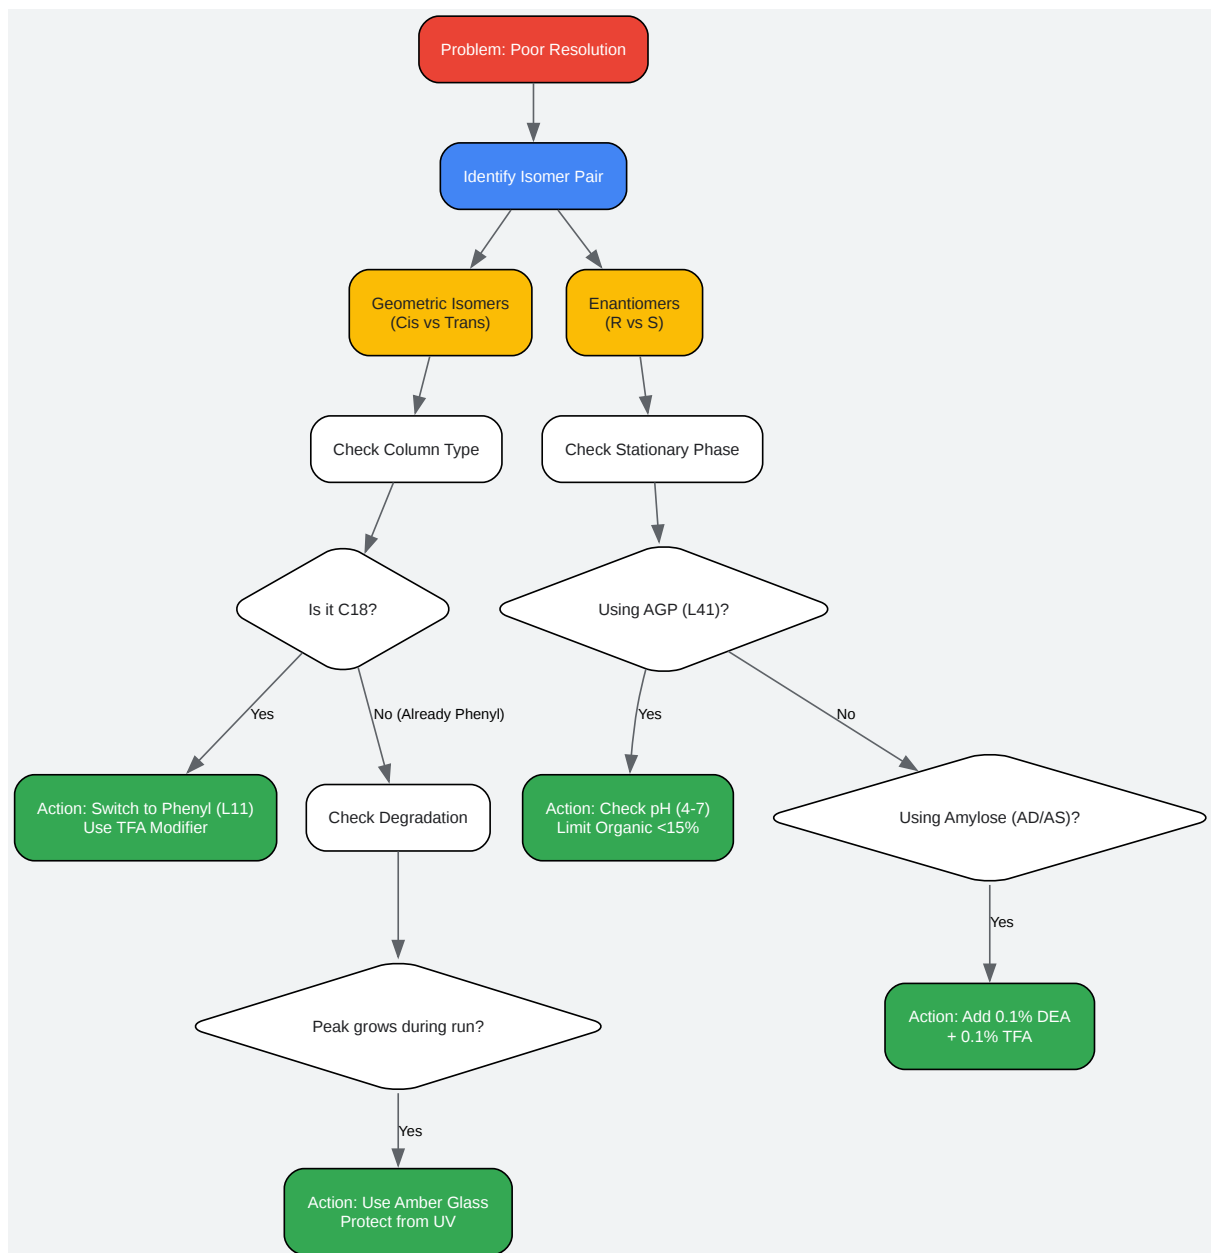 Problem: Poor Resolution
Identify Isomer Pair
Geometric Isomers
(Cis vs Trans)
Enantiomers
(R vs S)
Check Column Type
Check Stationary Phase
Is it C18?
Using AGP (L41)?
Yes
No (Already Phenyl)
Yes
No
Action: Switch to Phenyl (L11)
Use TFA Modifier
Check Degradation
Action: Check pH (4-7)
Limit Organic <15%
Using Amylose (AD/AS)?
Yes
Peak grows during run?
Action: Add 0.1% DEA
+ 0.1% TFA
Yes
Action: Use Amber Glass
Protect from UV